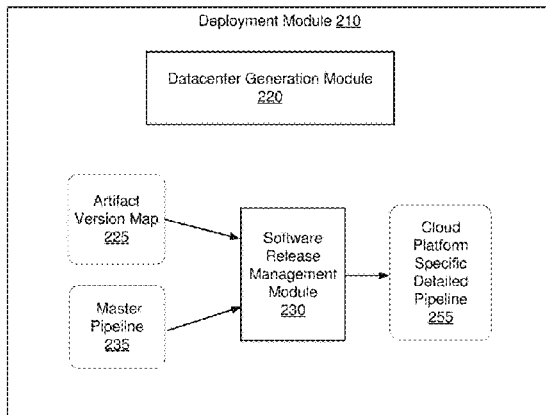 Deployment Module 210
Datacenter Generation Module
220
Artifact
Version Map
225
Software
Release
Management
Module
230
Cloud
Platform
Specific
Detailed
Pipeline
255
Master
Pipeline
235